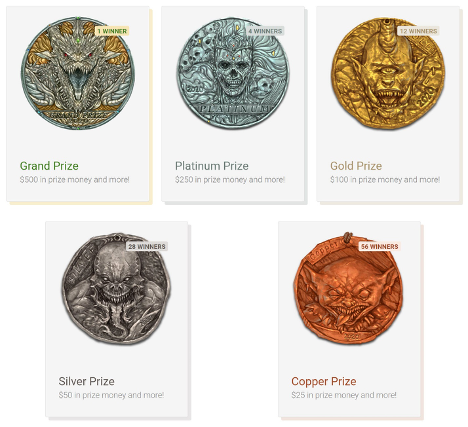 1 WINNER
4 WINNERS
12 WINNERS
2020
PLATINUM
Grand Prize
$500 in prize money and more!
Platinum Prize
$250 in prize money and more!
Gold Prize
$100 in prize money and more!
28 WINNERS
56 WINNERS
Silver Prize
$50 in prize money and more!
Copper Prize
$25 in prize money and more!